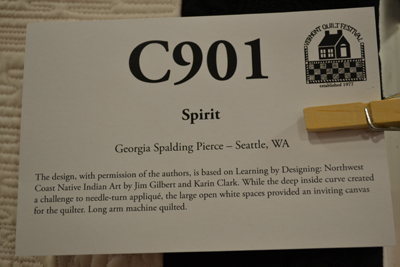 C901
VERMONT QUILT FESTIVAL
established 1977
Spirit
Georgia Spalding Pierce – Seattle, WA
The design, with permission of the authors, is based on Learning by Designing: Northwest
Coast Native Indian Art by Jim Gilbert and Karin Clark. While the deep inside curve created
a challenge to needle-turn appliqué, the large open white spaces provided an inviting canvas
for the quilter. Long arm machine quilted.